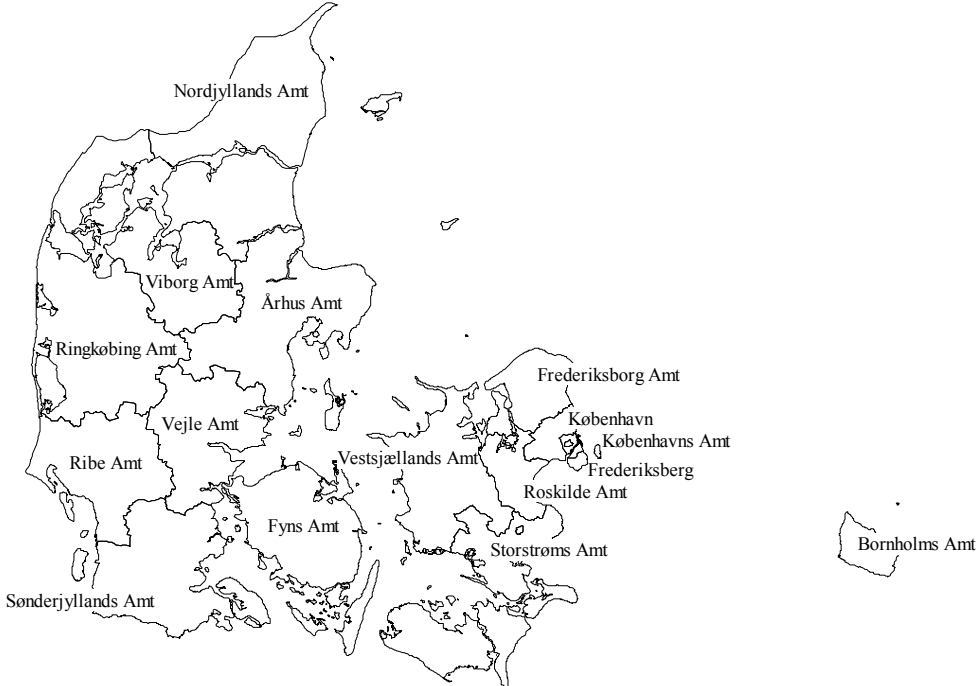 Nordjyllands Amt
Viborg Amt
Århus Amt
Ringkøbing Amt
Frederiksborg Amt
Vejle Amt
København
Københavns Amt
Vestsjællands Amt
Ribe Amt
Frederiksberg
Roskilde Amt
Fyns Amt
Storstrøms Amt
Bornholms Amt
Sønderjyllands Amt